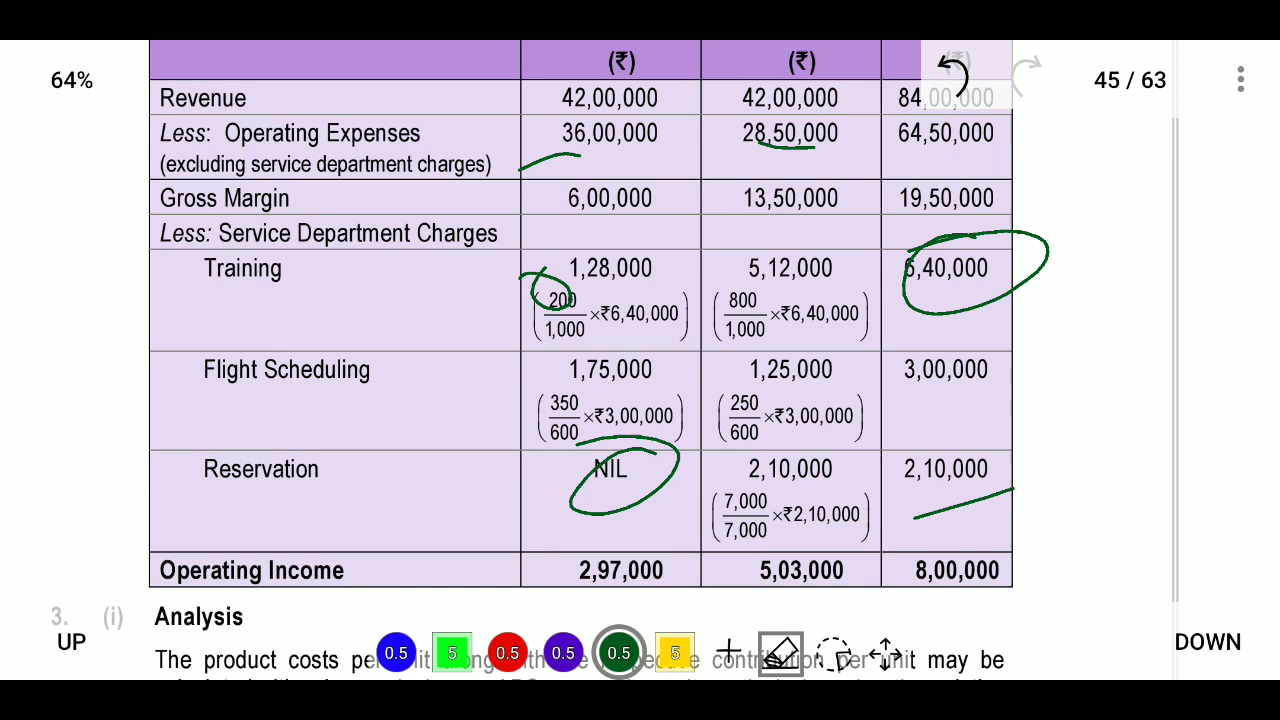 64%
45 / 63
(₹) (₹) (₹)
Revenue 42,00,000 42,00,000 84,00,000
Less: Operating Expenses 36,00,000 28,50,000 64,50,000
(excluding service department charges)
Gross Margin 6,00,000 13,50,000 19,50,000
Less: Service Department Charges
Training 1,28,000 5,12,000 6,40,000
(200/1,000 ×₹6,40,000) (800/1,000 ×₹6,40,000)
Flight Scheduling 1,75,000 1,25,000 3,00,000
(350/600 ×₹3,00,000) (250/600 ×₹3,00,000)
Reservation NIL 2,10,000 2,10,000
(7,000/7,000 ×₹2,10,000)
Operating Income 2,97,000 5,03,000 8,00,000
3. (i) Analysis
UP 0.5 5 0.5 0.5 0.5 5 DOWN
The product costs per unit may be